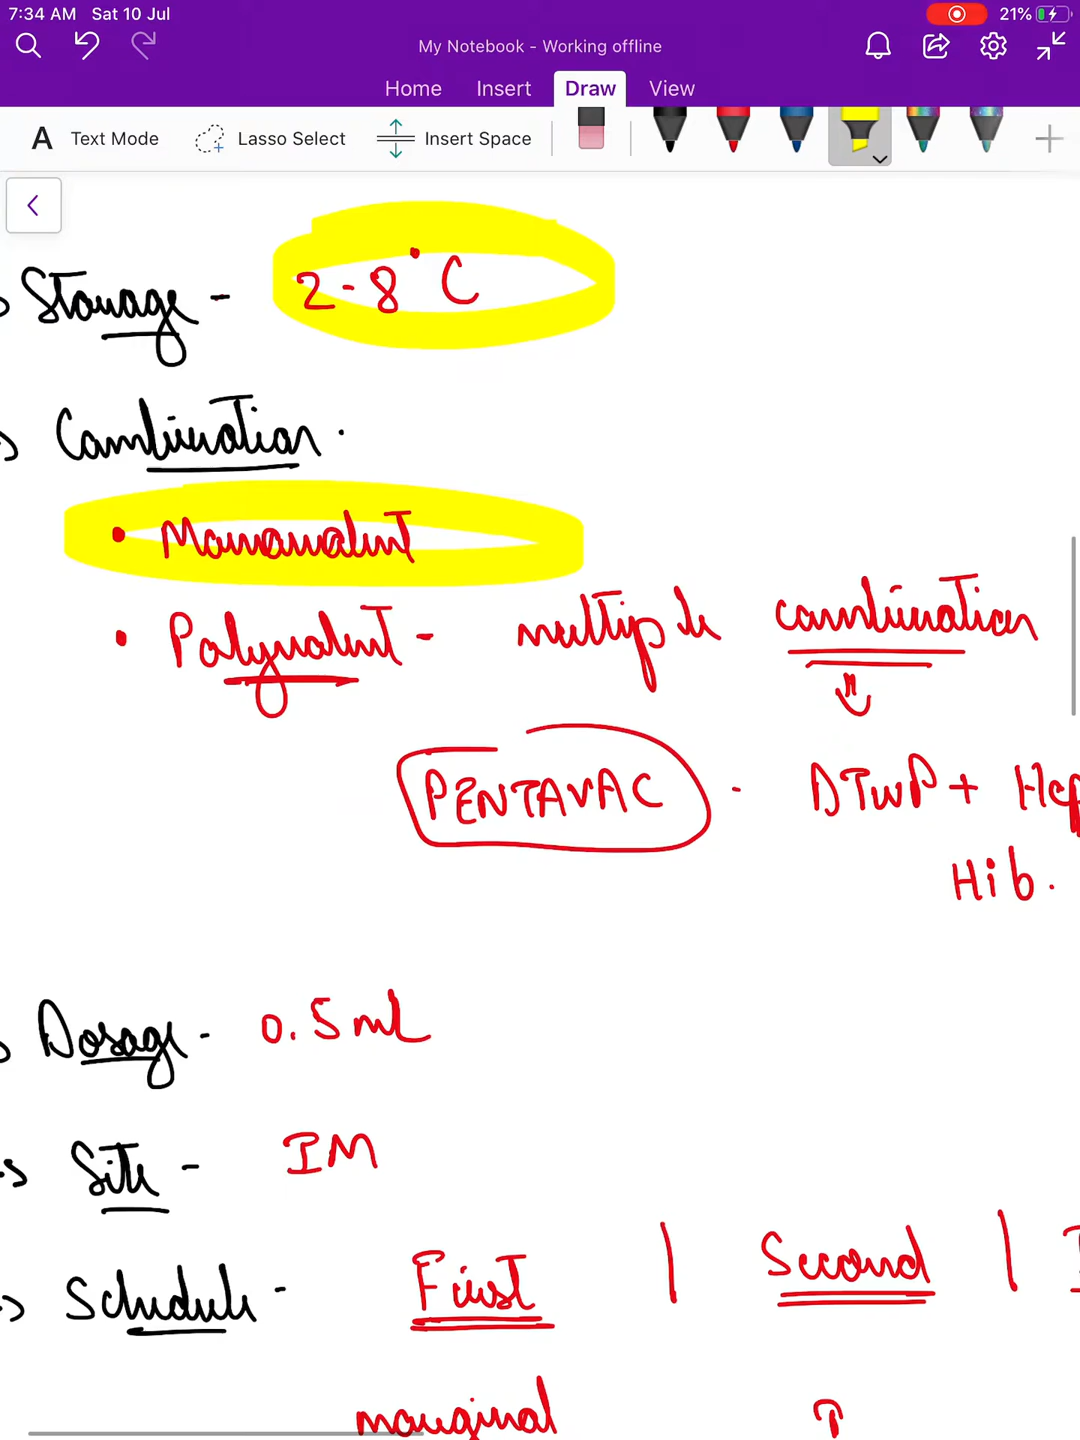 7:34 AM Sat 10 Jul 21%
My Notebook - Working offline
Home Insert Draw View
A Text Mode Lasso Select Insert Space
Storage - 2-8°C
Combination.
• Monovalent
• Polyvalent - multiple combination
PENTAVAC - DTwP + Hep
Hib.
Dosage - 0.5 ml
Site - IM
Schedule - First | Second |
marginal